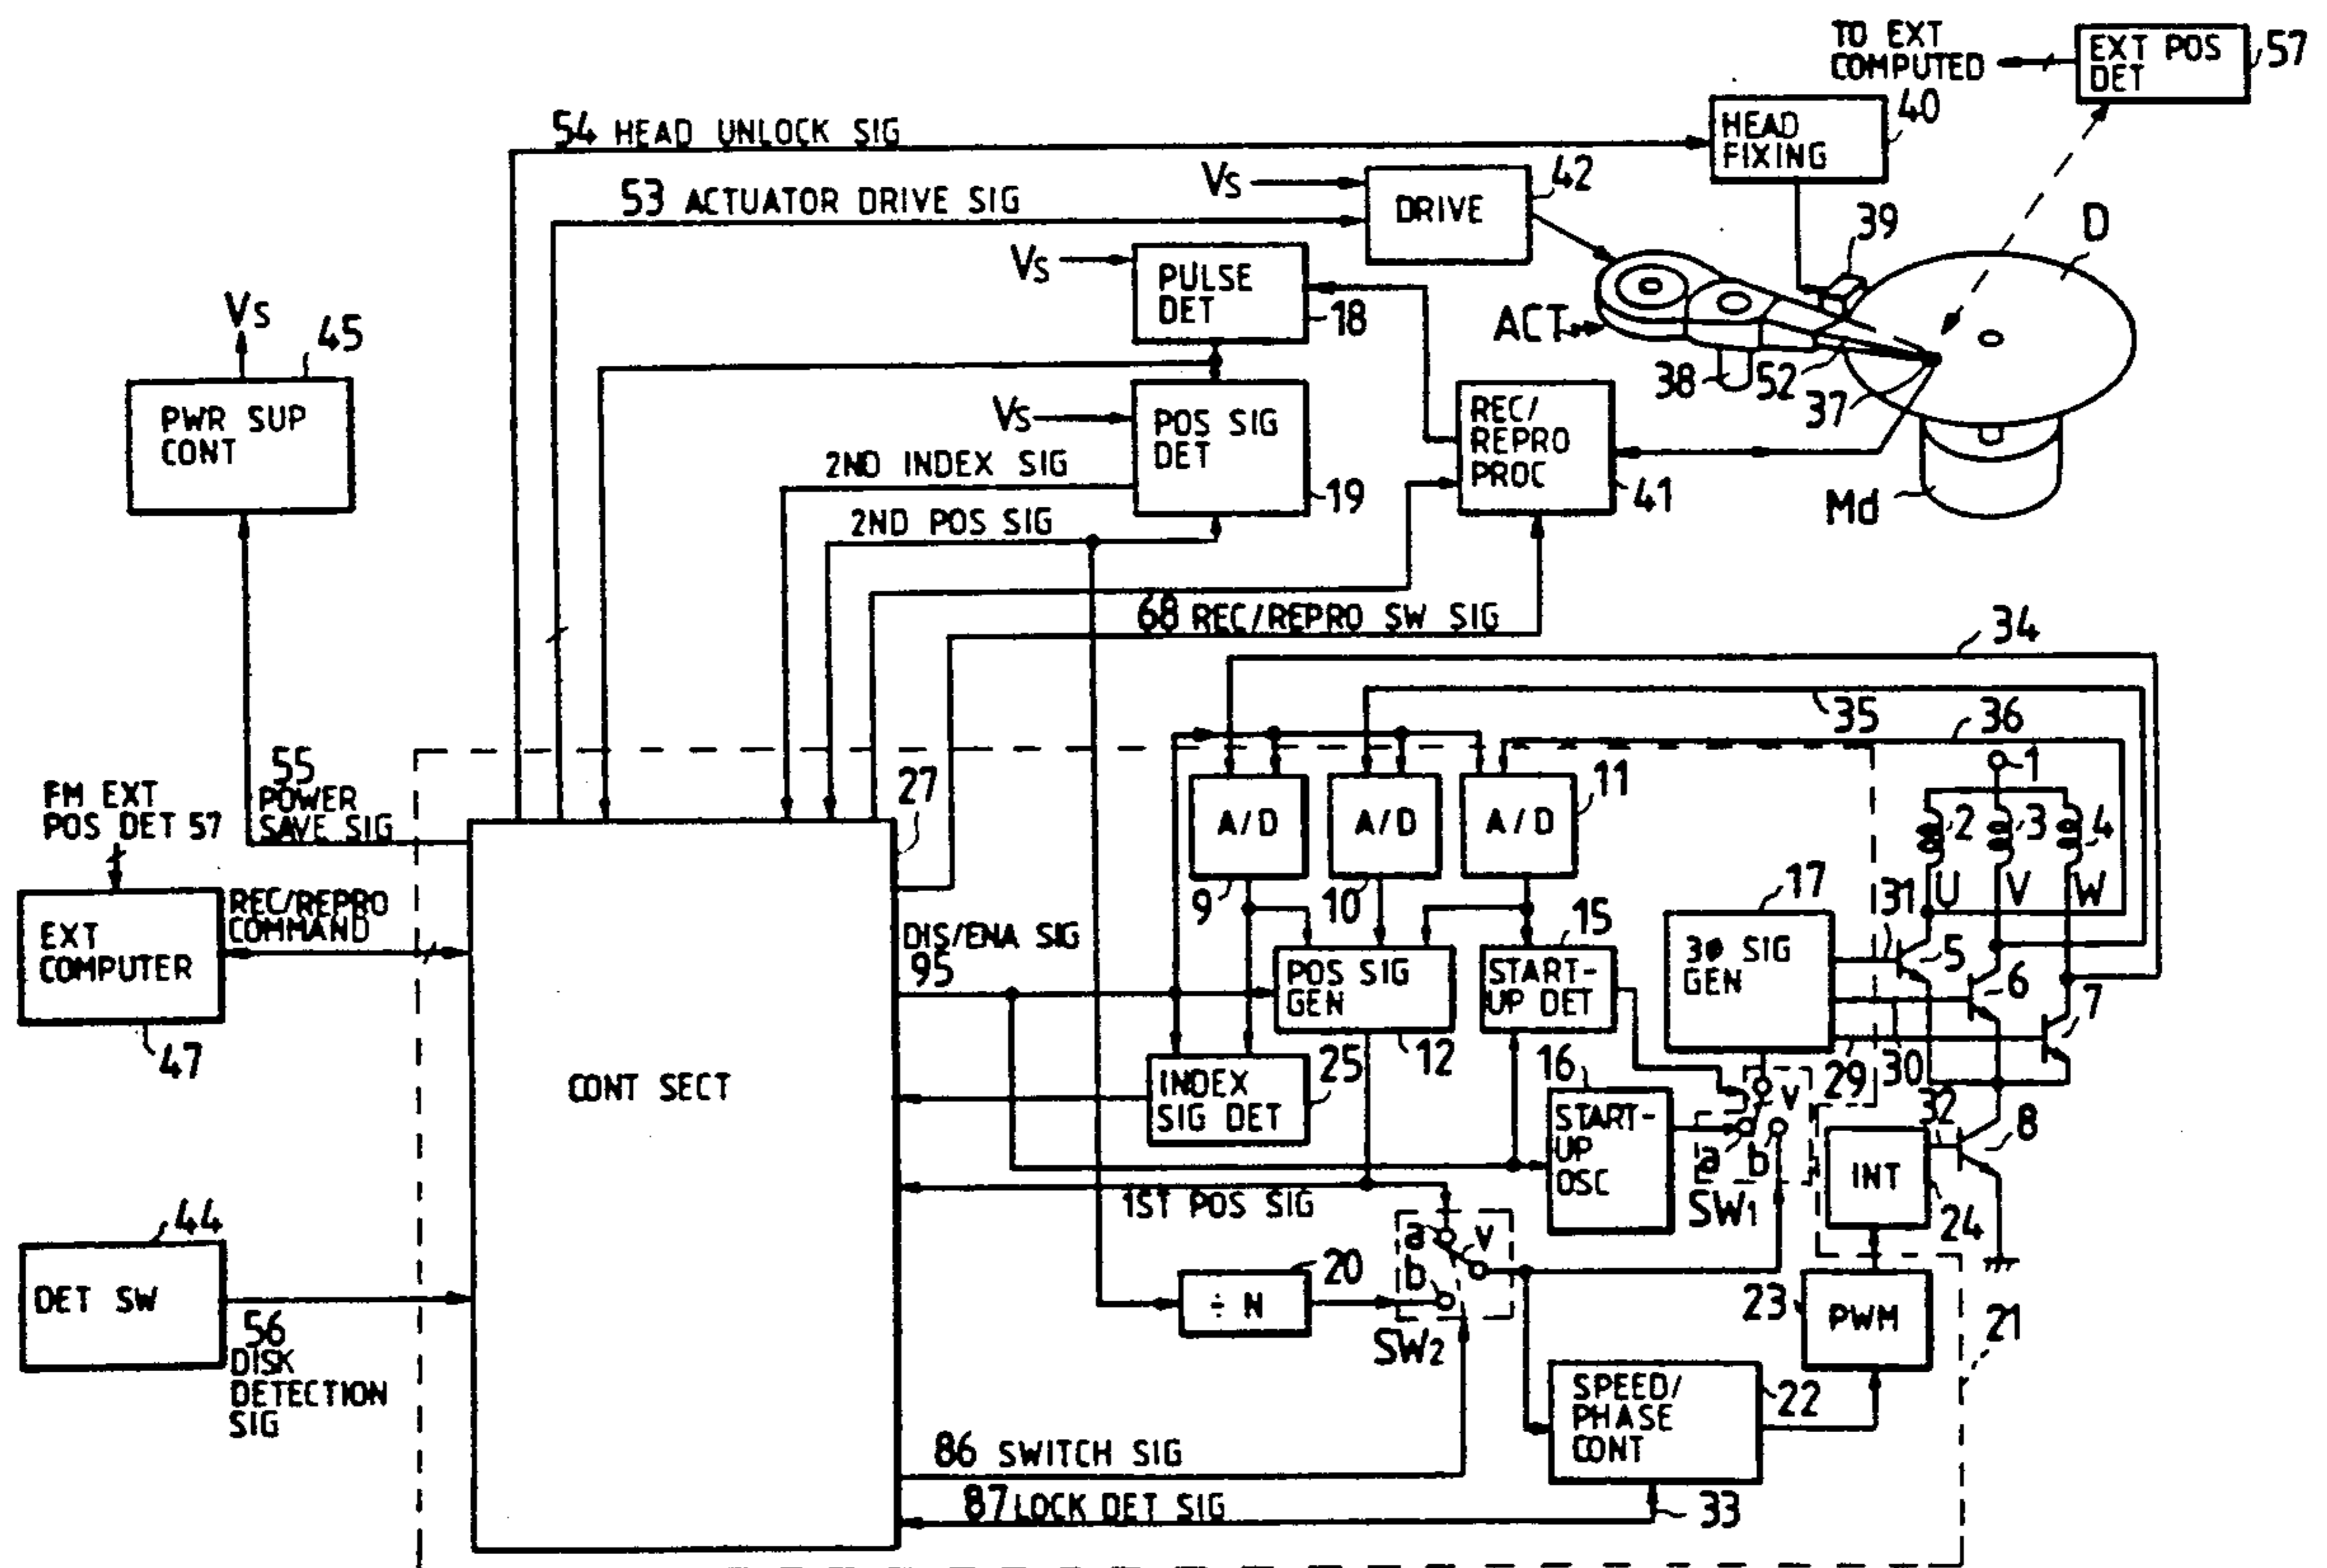 TO EXT
COMPUTED
EXT POS
DET
57
54 HEAD UNLOCK SIG
HEAD
FIXING
40
53 ACTUATOR DRIVE SIG
Vs
DRIVE
42
39
D
Vs
PULSE
DET
18
ACT
38
52
37
Md
Vs
45
PWR SUP
CONT
Vs
POS SIG
DET
19
REC/
REPRO
PROC
41
2ND INDEX SIG
2ND POS SIG
68 REC/REPRO SW SIG
34
35
36
1
55
POWER
SAVE SIG
FM EXT
POS DET 57
27
A/D
A/D
A/D
11
9
10
2
3
4
U
V
W
EXT
COMPUTER
47
REC/REPRO
COMMAND
DIS/ENA SIG
95
POS SIG
GEN
12
START-
UP DET
15
3ø SIG
GEN
17
31
5
6
7
30
29
CONT SECT
INDEX
SIG DET
25
16
START-
UP
OSC
v
a
b
SW1
32
8
INT
24
1ST POS SIG
44
DET SW
56
DISK
DETECTION
SIG
÷ N
20
a
v
b
SW2
23
PWM
21
SPEED/
PHASE
CONT
22
86 SWITCH SIG
87 LOCK DET SIG
33